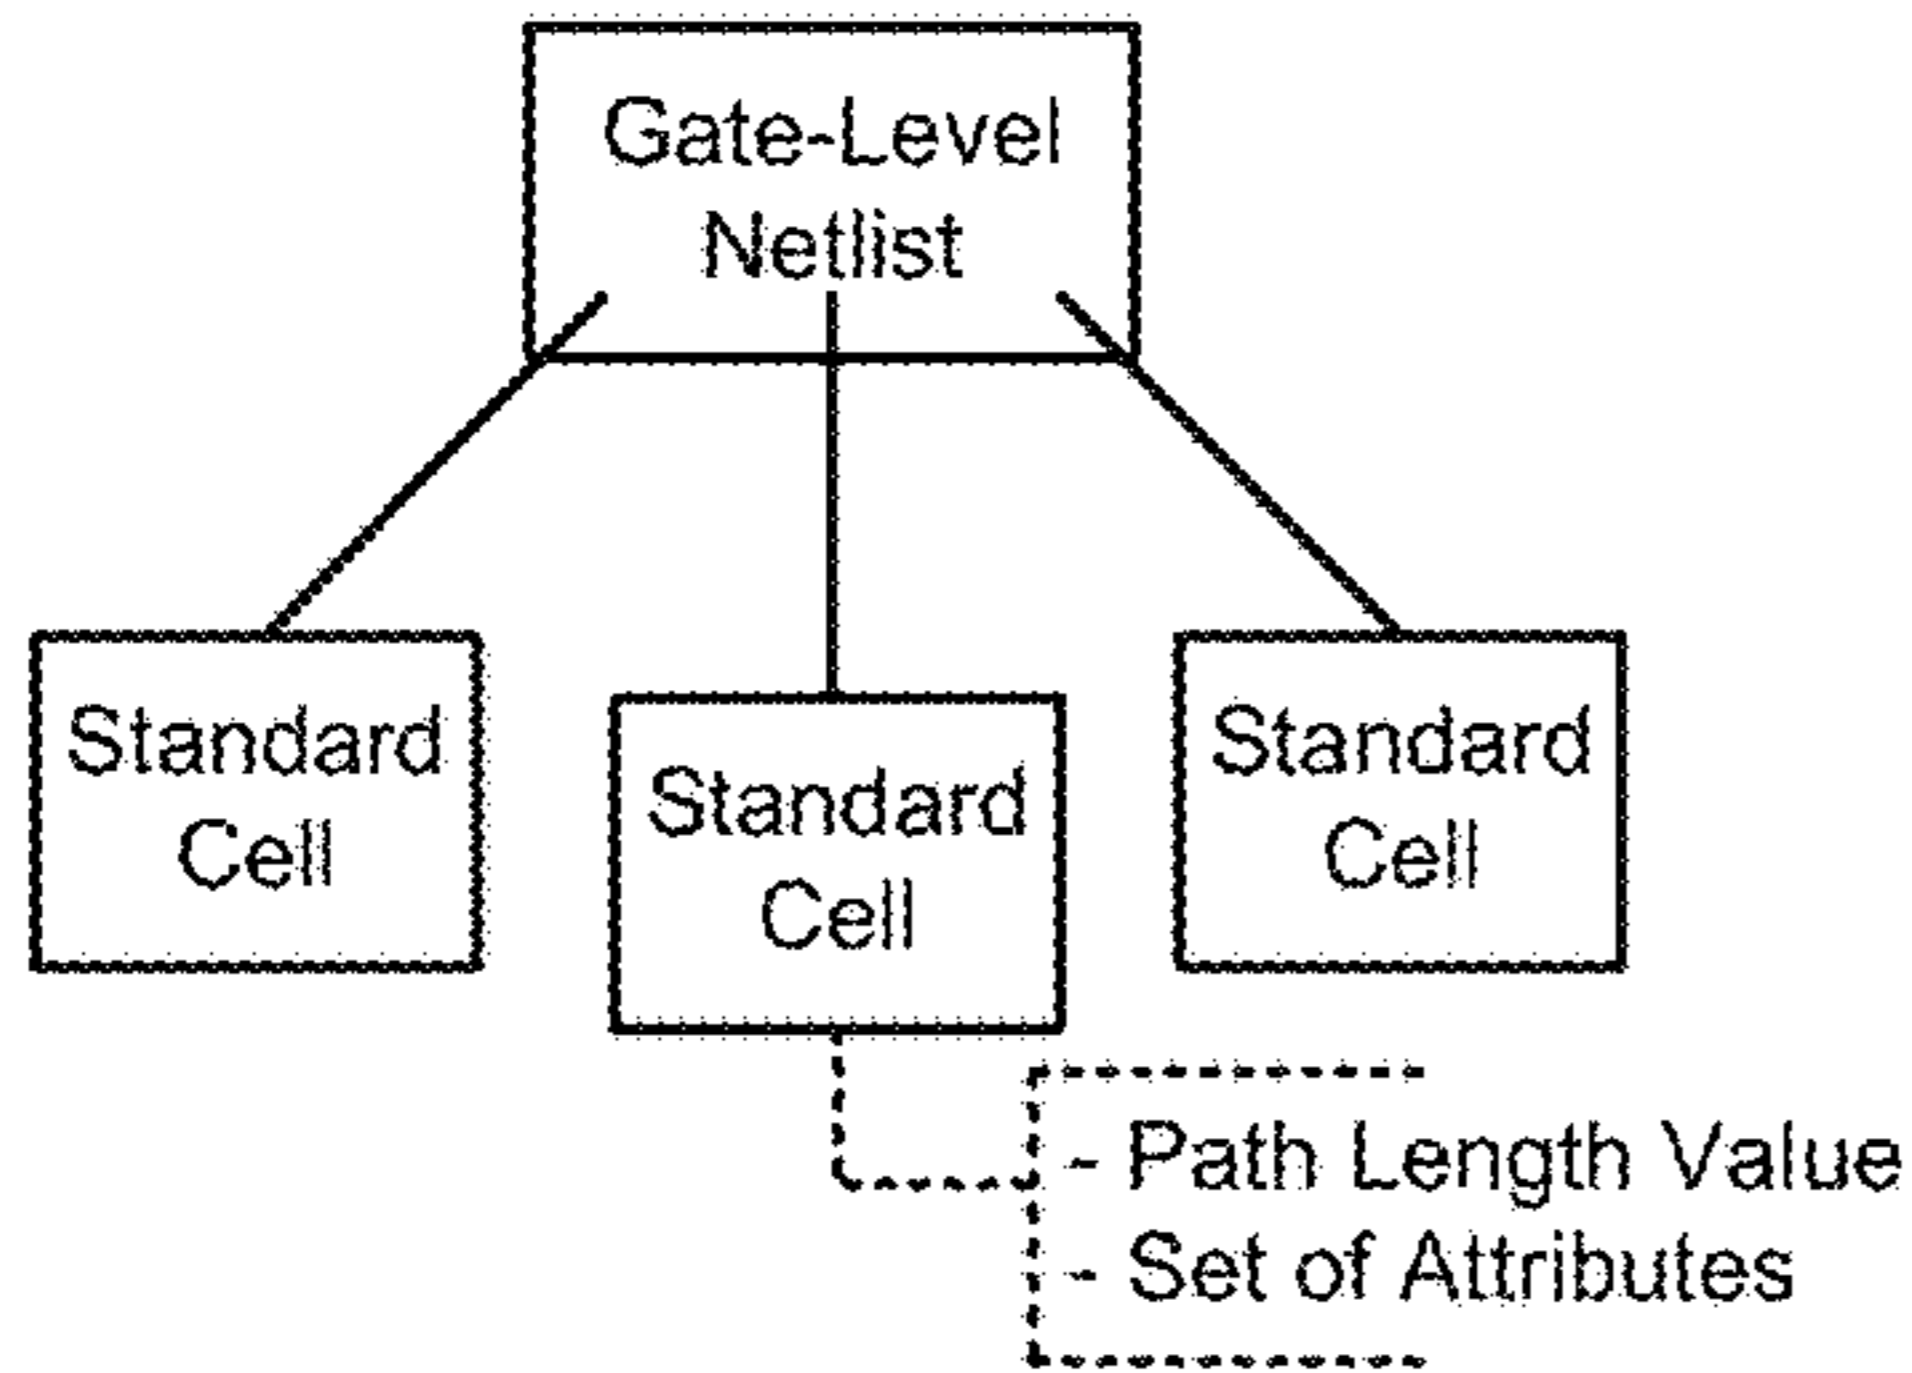 Gate-Level
Netlist
Standard
Cell
Standard
Cell
Standard
Cell
- Path Length Value
- Set of Attributes